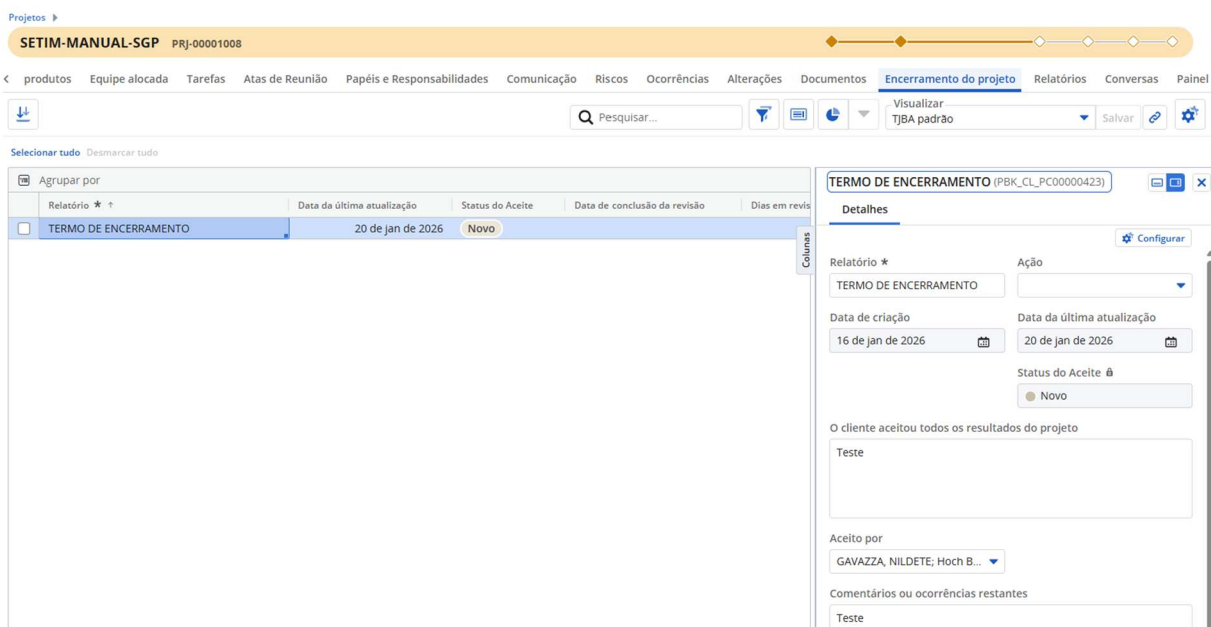 Projetos
SETIM-MANUAL-SGP PRJ-00001008
produtos Equipe alocada Tarefas Atas de Reunião Papéis e Responsabilidades Comunicação Riscos Ocorrências Alterações Documentos Encerramento do projeto Relatórios Conversas Painel
Pesquisar...
Visualizar
TJBA padrão
Salvar
Selecionar tudo Desmarcar tudo
Agrupar por
Relatório * ↑ Data da última atualização Status do Aceite Data de conclusão da revisão Dias em revis
TERMO DE ENCERRAMENTO 20 de jan de 2026 Novo
Colunas
TERMO DE ENCERRAMENTO (PBK_CL_PC00000423)
Detalhes
Configurar
Relatório * Ação
TERMO DE ENCERRAMENTO
Data de criação Data da última atualização
16 de jan de 2026 20 de jan de 2026
Status do Aceite
Novo
O cliente aceitou todos os resultados do projeto
Teste
Aceito por
GAVAZZA, NILDETE; Hoch B...
Comentários ou ocorrências restantes
Teste